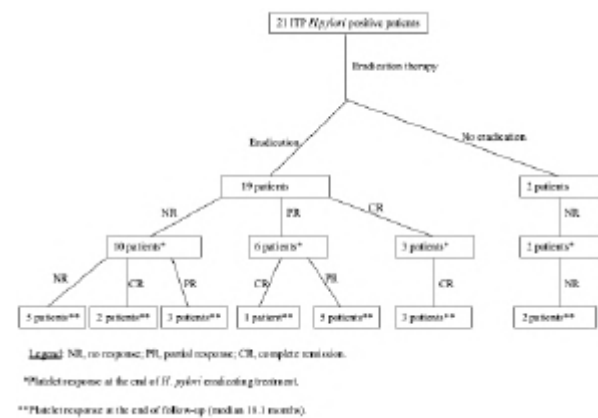 21 ITP H.pylori positive patients
Eradication therapy
Eradication
No eradication
19 patients
2 patients
NR
PR
CR
NR
10 patients*
6 patients*
3 patients*
2 patients*
NR
CR
PR
CR
PR
CR
NR
5 patients**
2 patients**
3 patients**
1 patient**
5 patients**
3 patients**
2 patients**
Legend: NR, no response; PR, partial response; CR, complete remission.
*Platelet response at the end of H. pylori eradicating treatment.
**Platelet response at the end of follow-up (median months).